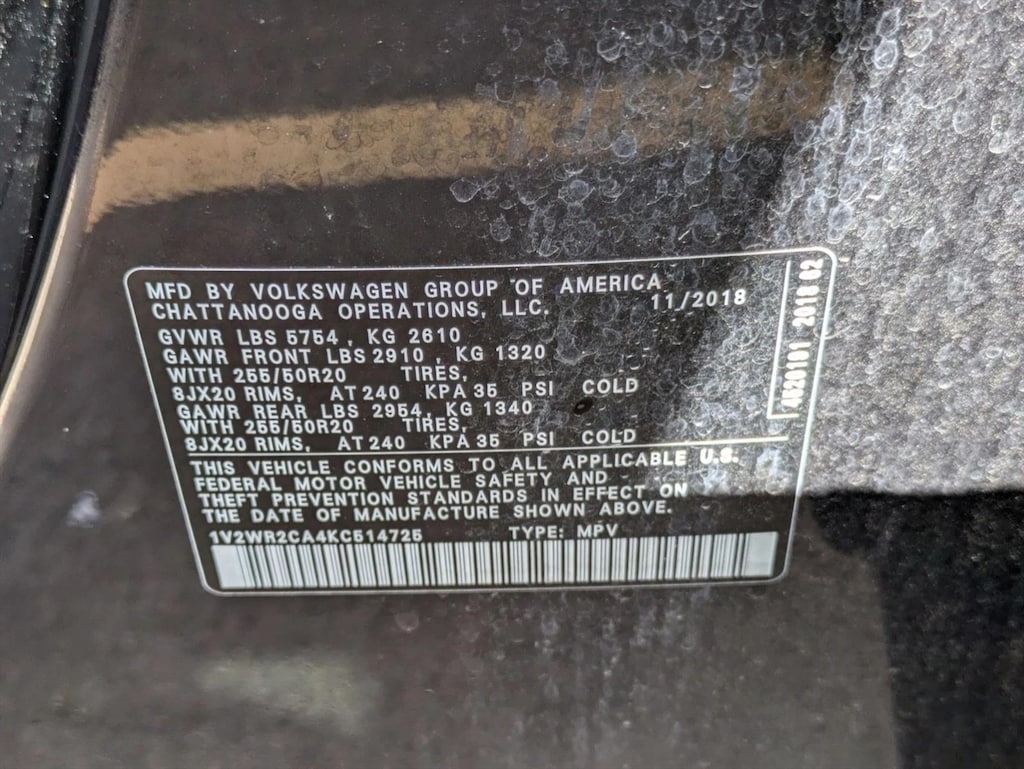 MFD BY VOLKSWAGEN GROUP OF AMERICA
CHATTANOOGA OPERATIONS, LLC. 11/2018
GVWR LBS 5754, KG 2610
GAWR FRONT LBS 2910, KG 1320
WITH 255/50R20 TIRES,
8JX20 RIMS, AT 240 KPA 35 PSI COLD
GAWR REAR LBS 2954, KG 1340
WITH 255/50R20 TIRES,
8JX20 RIMS, AT 240 KPA 35 PSI COLD
THIS VEHICLE CONFORMS TO ALL APPLICABLE U.S.
FEDERAL MOTOR VEHICLE SAFETY AND
THEFT PREVENTION STANDARDS IN EFFECT ON
THE DATE OF MANUFACTURE SHOWN ABOVE.
1V2WR2CA4KC514725 TYPE: MPV